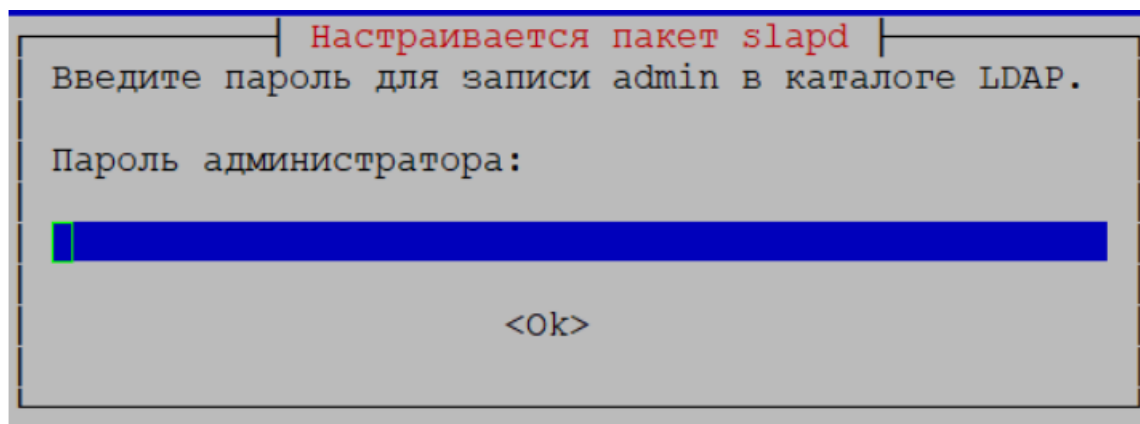 Настраивается пакет slapd
Введите пароль для записи admin в каталоге LDAP.
Пароль администратора:
<Ok>